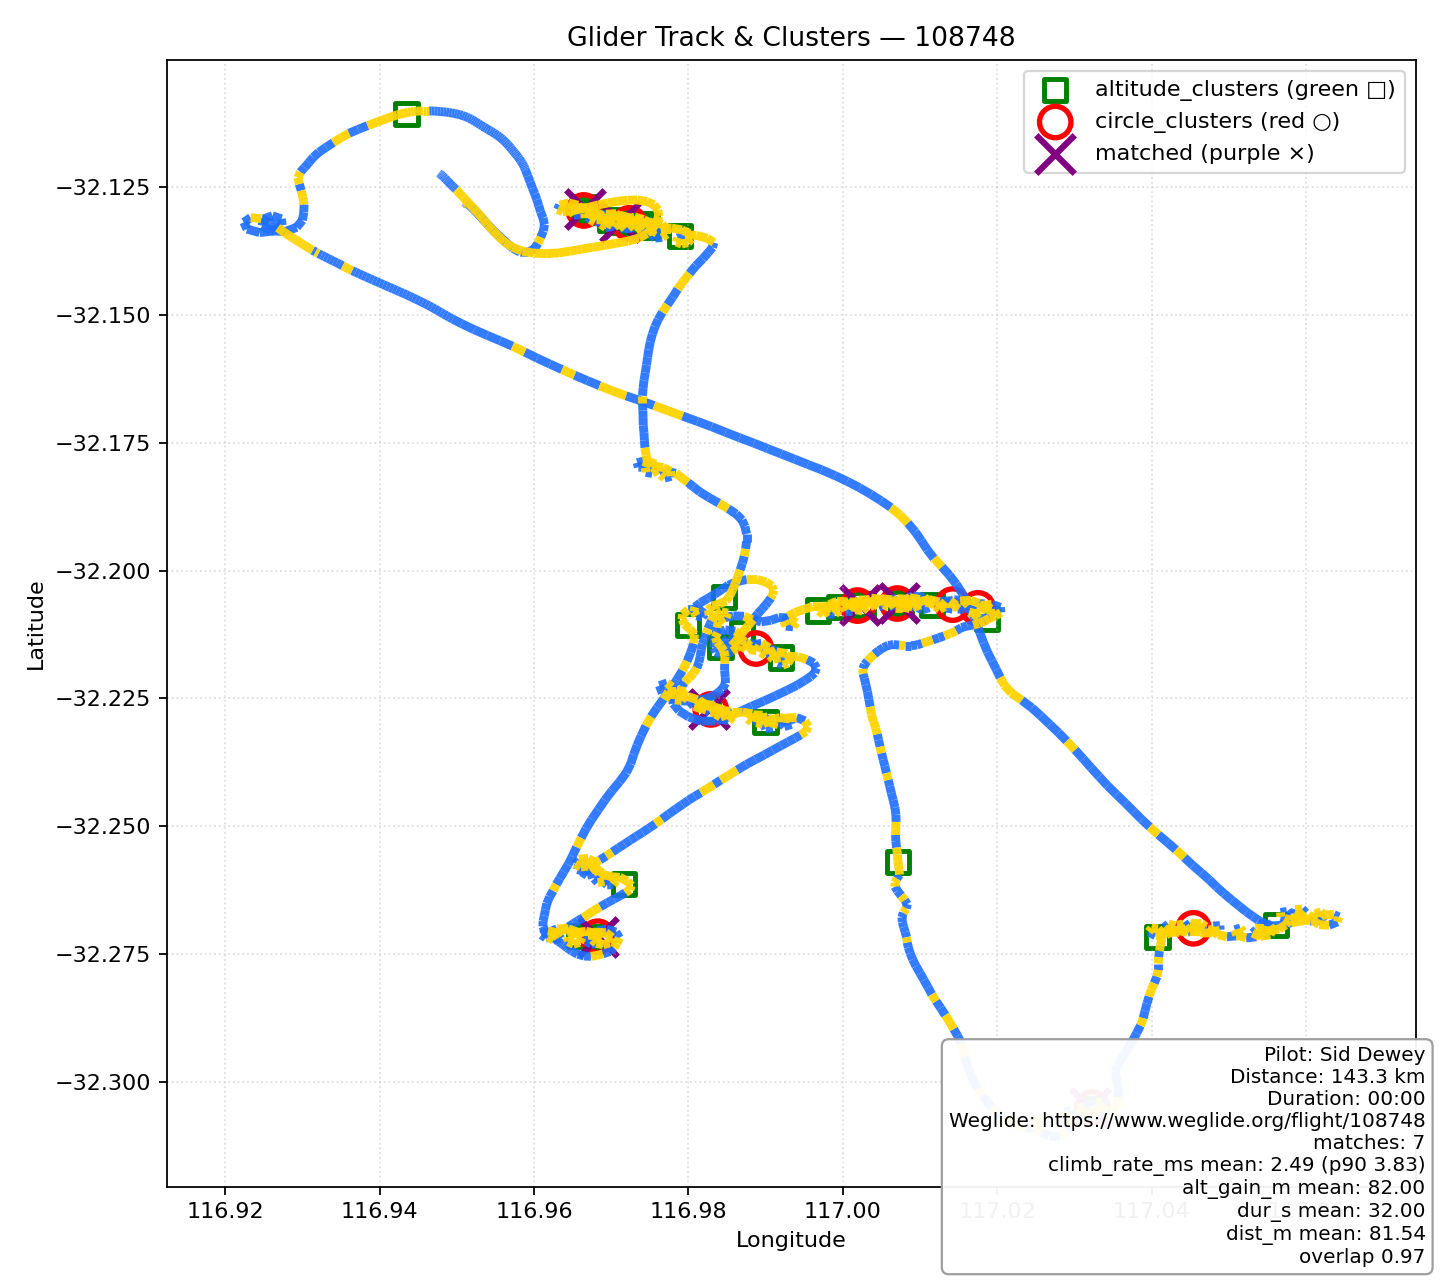 Glider Track & Clusters — 108748
altitude_clusters (green □)
circle_clusters (red ○)
matched (purple ×)
Latitude
−32.125
−32.150
−32.175
−32.200
−32.225
−32.250
−32.275
−32.300
116.92
116.94
116.96
116.98
117.00
117.02
117.04
Longitude
Pilot: Sid Dewey
Distance: 143.3 km
Duration: 00:00
Weglide: https://www.weglide.org/flight/108748
matches: 7
climb_rate_ms mean: 2.49 (p90 3.83)
alt_gain_m mean: 82.00
dur_s mean: 32.00
dist_m mean: 81.54
overlap 0.97